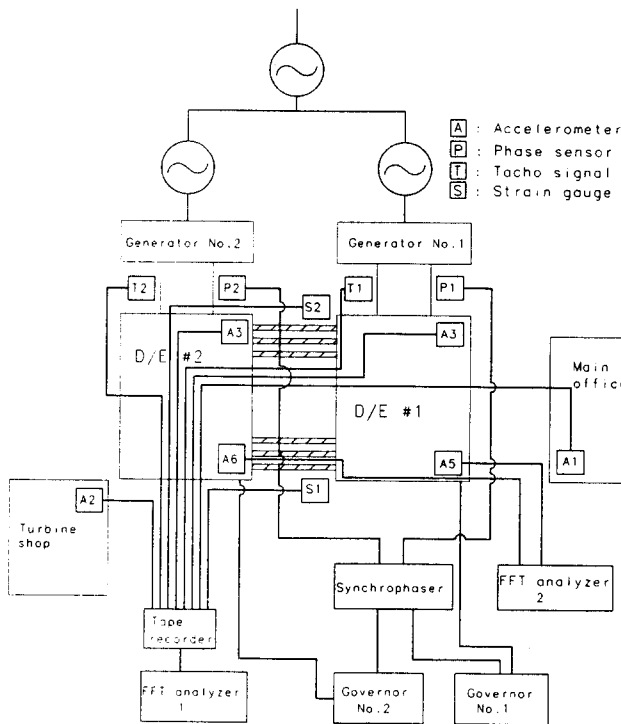 A : Accelerometer
P : Phase sensor
T : Tacho signal
S : Strain gauge
Generator No.2
Generator No.1
T2
P2
S2
T1
P1
A3
A3
D/E #2
D/E #1
Main
office
A1
A6
A5
S1
A2
Turbine
shop
Synchrophaser
FFT analyzer
2
Tape
recorder
FFT analyzer
1
Governor
No.2
Governor
No.1